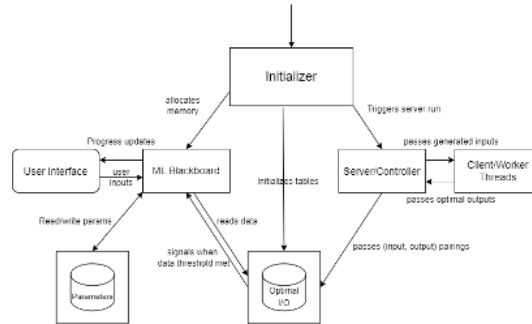 Initializer
allocates
memory
Triggers server run
Progress updates
passes generated inputs
User Interface
user
inputs
ML Blackboard
Initializes tables
Server/Controller
Client/Worker
Threads
passes optimal outputs
Read/write params
reads data
signals when
data threshold met
passes (input, output) pairings
Parameters
Optimal
I/O